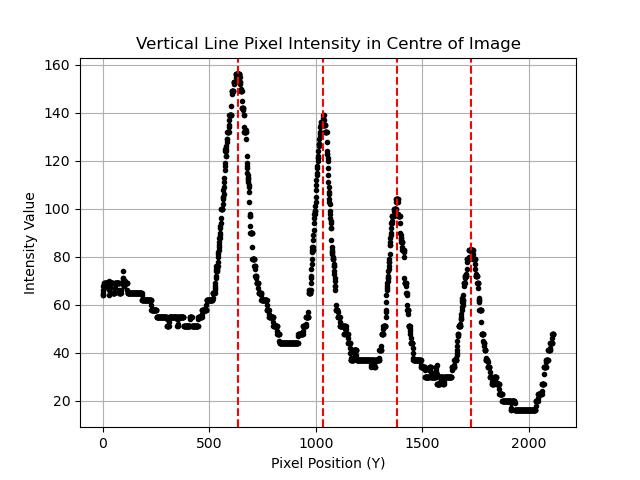 Vertical Line Pixel Intensity in Centre of Image
160
140
120
100
80
60
40
20
Intensity Value
0 500 1000 1500 2000
Pixel Position (Y)